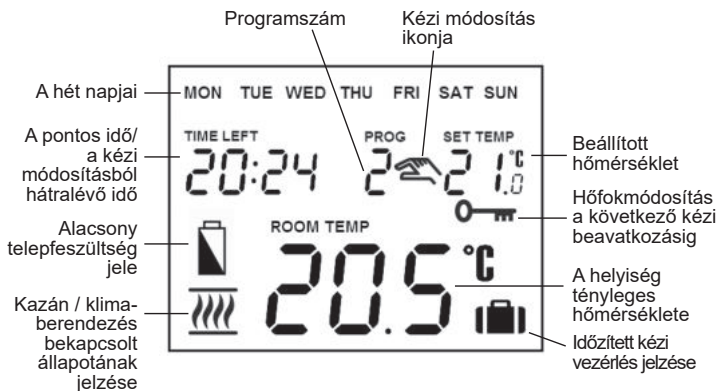 Programszám
Kézi módosítás
ikonja
A hét napjai
MON TUE WED THU FRI SAT SUN
A pontos idő/
a kézi
módosításból
hátralévő idő
TIME LEFT PROG SET TEMP
20:24 2 21.0 °C
Beállított
hőmérséklet
Hőfokmódosítás
a következő kézi
beavatkozásig
Alacsony
telepfeszültség
jele
ROOM TEMP
20.5 °C
A helyiség
tényleges
hőmérséklete
Kazán / klíma-
berendezés
bekapcsolt
állapotának
jelzése
Időzített kézi
vezérlés jelzése